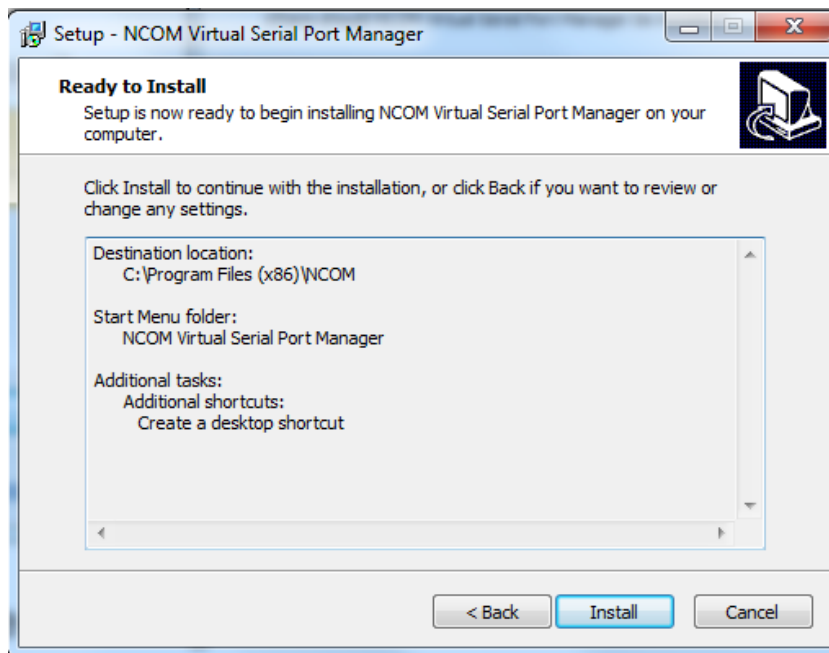 Setup - NCOM Virtual Serial Port Manager
Ready to Install
Setup is now ready to begin installing NCOM Virtual Serial Port Manager on your
computer.
Click Install to continue with the installation, or click Back if you want to review or
change any settings.
Destination location:
C:\Program Files (x86)\NCOM
Start Menu folder:
NCOM Virtual Serial Port Manager
Additional tasks:
Additional shortcuts:
Create a desktop shortcut
< Back
Install
Cancel